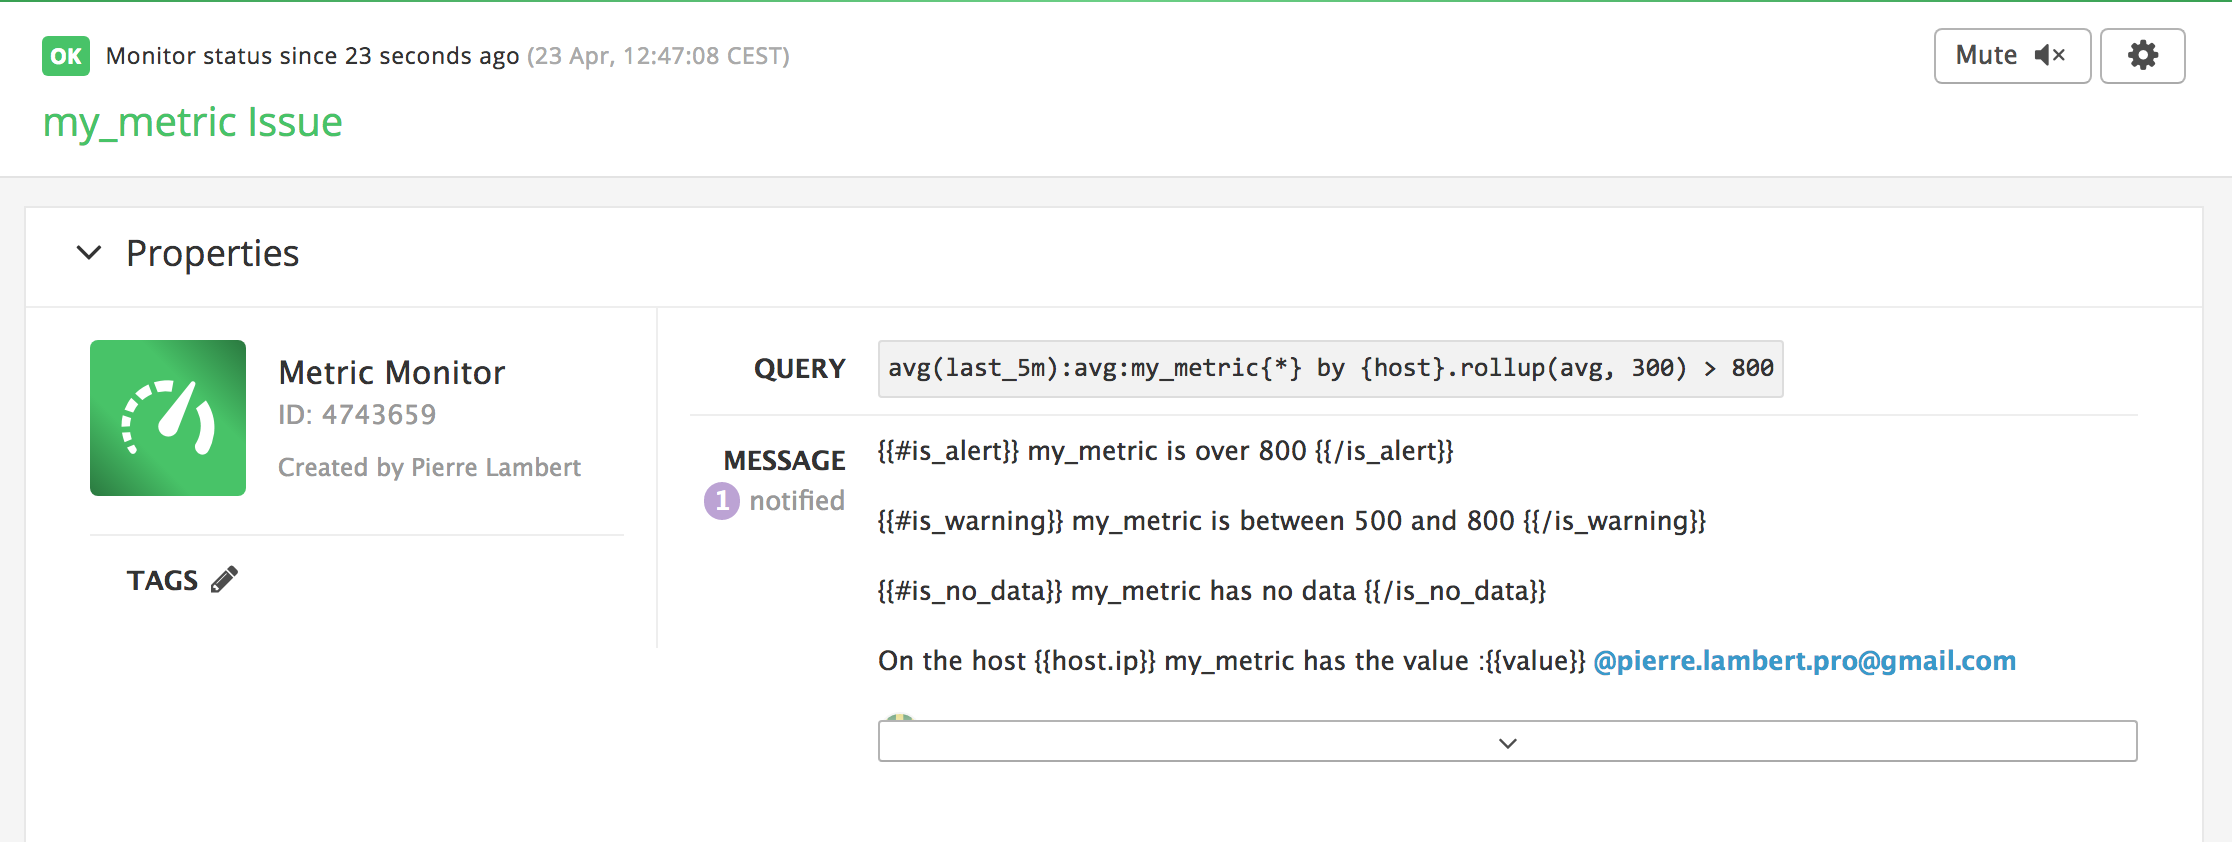 OK Monitor status since 23 seconds ago (23 Apr, 12:47:08 CEST)
Mute
my_metric Issue
Properties
Metric Monitor
ID: 4743659
Created by Pierre Lambert
TAGS
QUERY avg(last_5m):avg:my_metric{*} by {host}.rollup(avg, 300) > 800
MESSAGE
1 notified
{{#is_alert}} my_metric is over 800 {{/is_alert}}
{{#is_warning}} my_metric is between 500 and 800 {{/is_warning}}
{{#is_no_data}} my_metric has no data {{/is_no_data}}
On the host {{host.ip}} my_metric has the value :{{value}} @pierre.lambert.pro@gmail.com